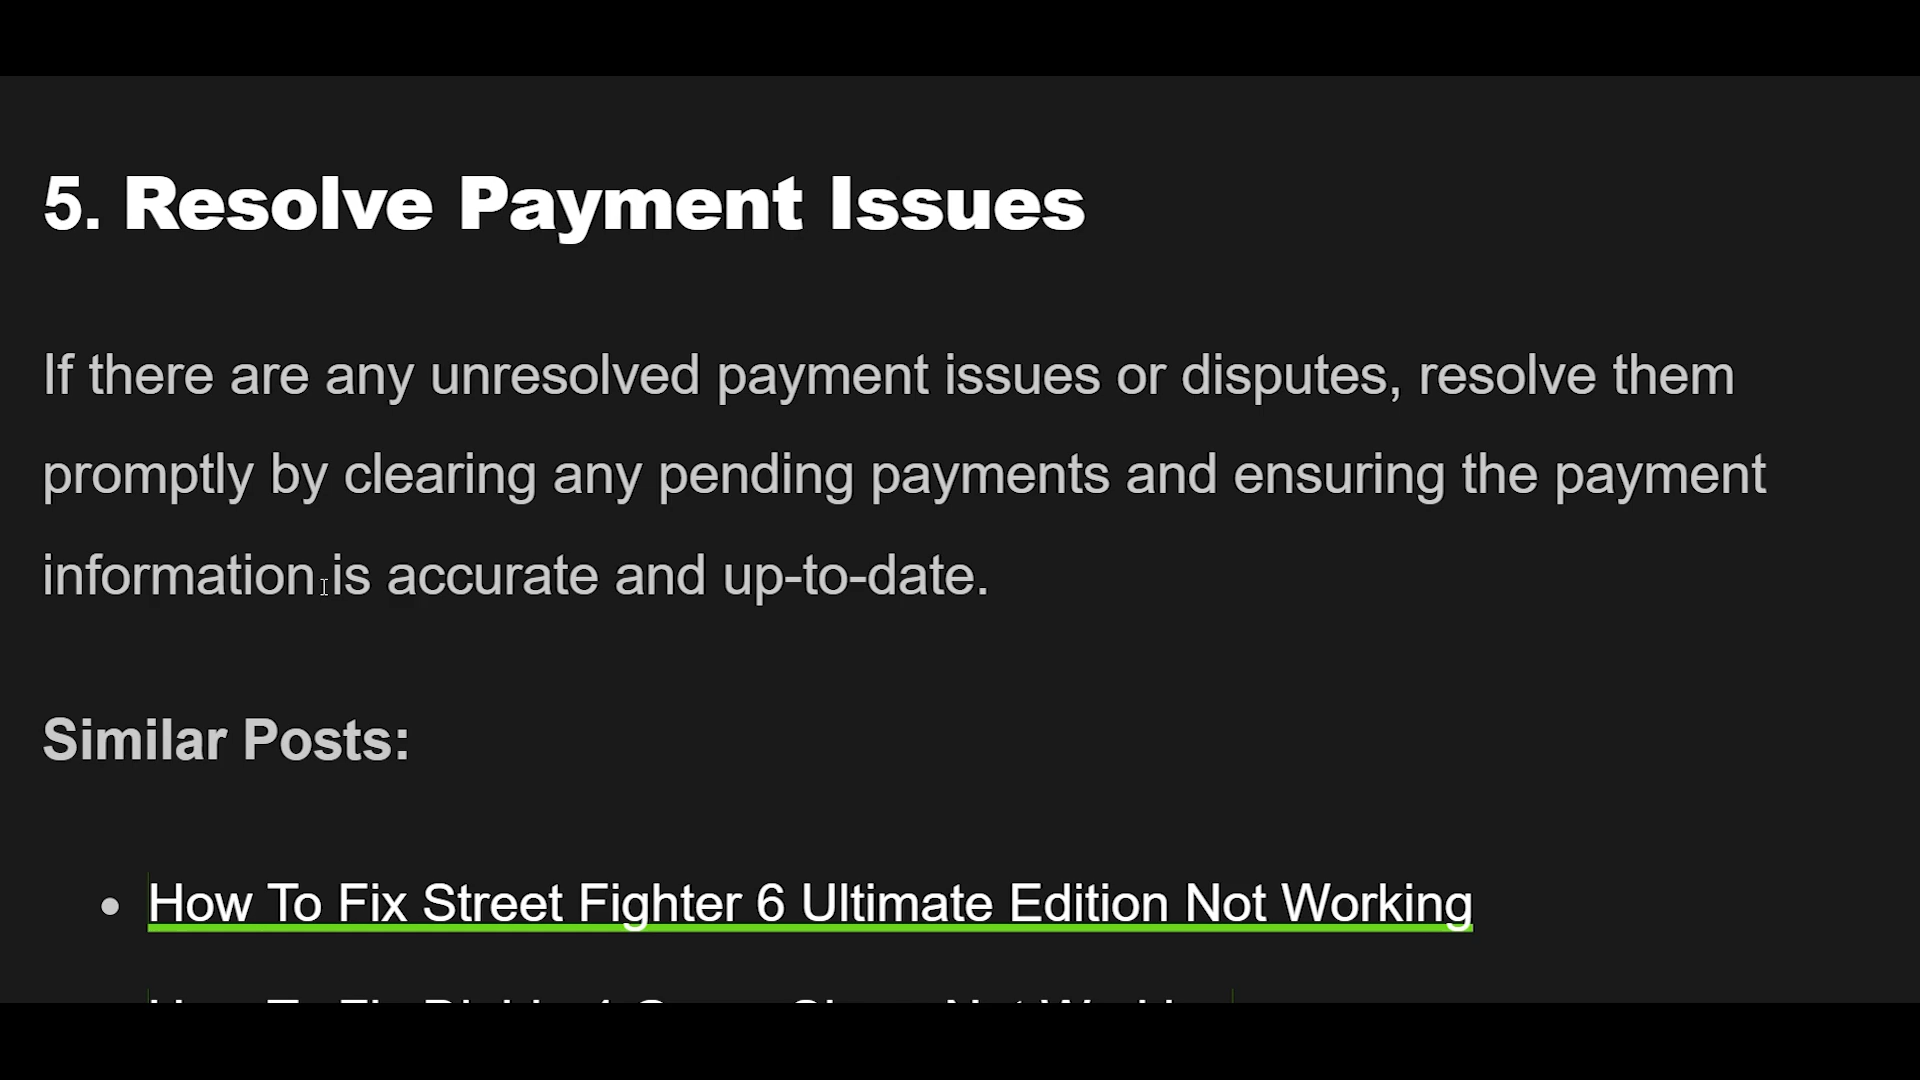 5. Resolve Payment Issues
If there are any unresolved payment issues or disputes, resolve them
promptly by clearing any pending payments and ensuring the payment
information is accurate and up-to-date.
Similar Posts:
How To Fix Street Fighter 6 Ultimate Edition Not Working